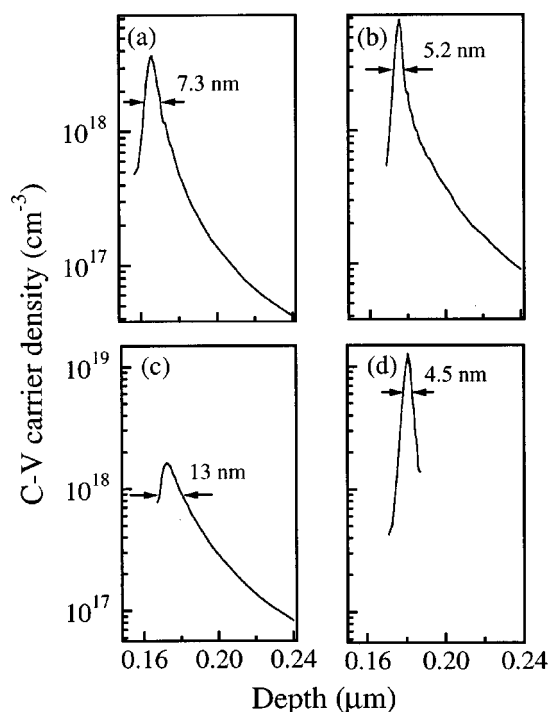 (a)
7.3 nm
(b)
5.2 nm
10^18
10^17
C-V carrier density (cm^-3)
10^19
(c)
13 nm
(d)
4.5 nm
10^18
10^17
0.16 0.20 0.24 0.16 0.20 0.24
Depth (μm)